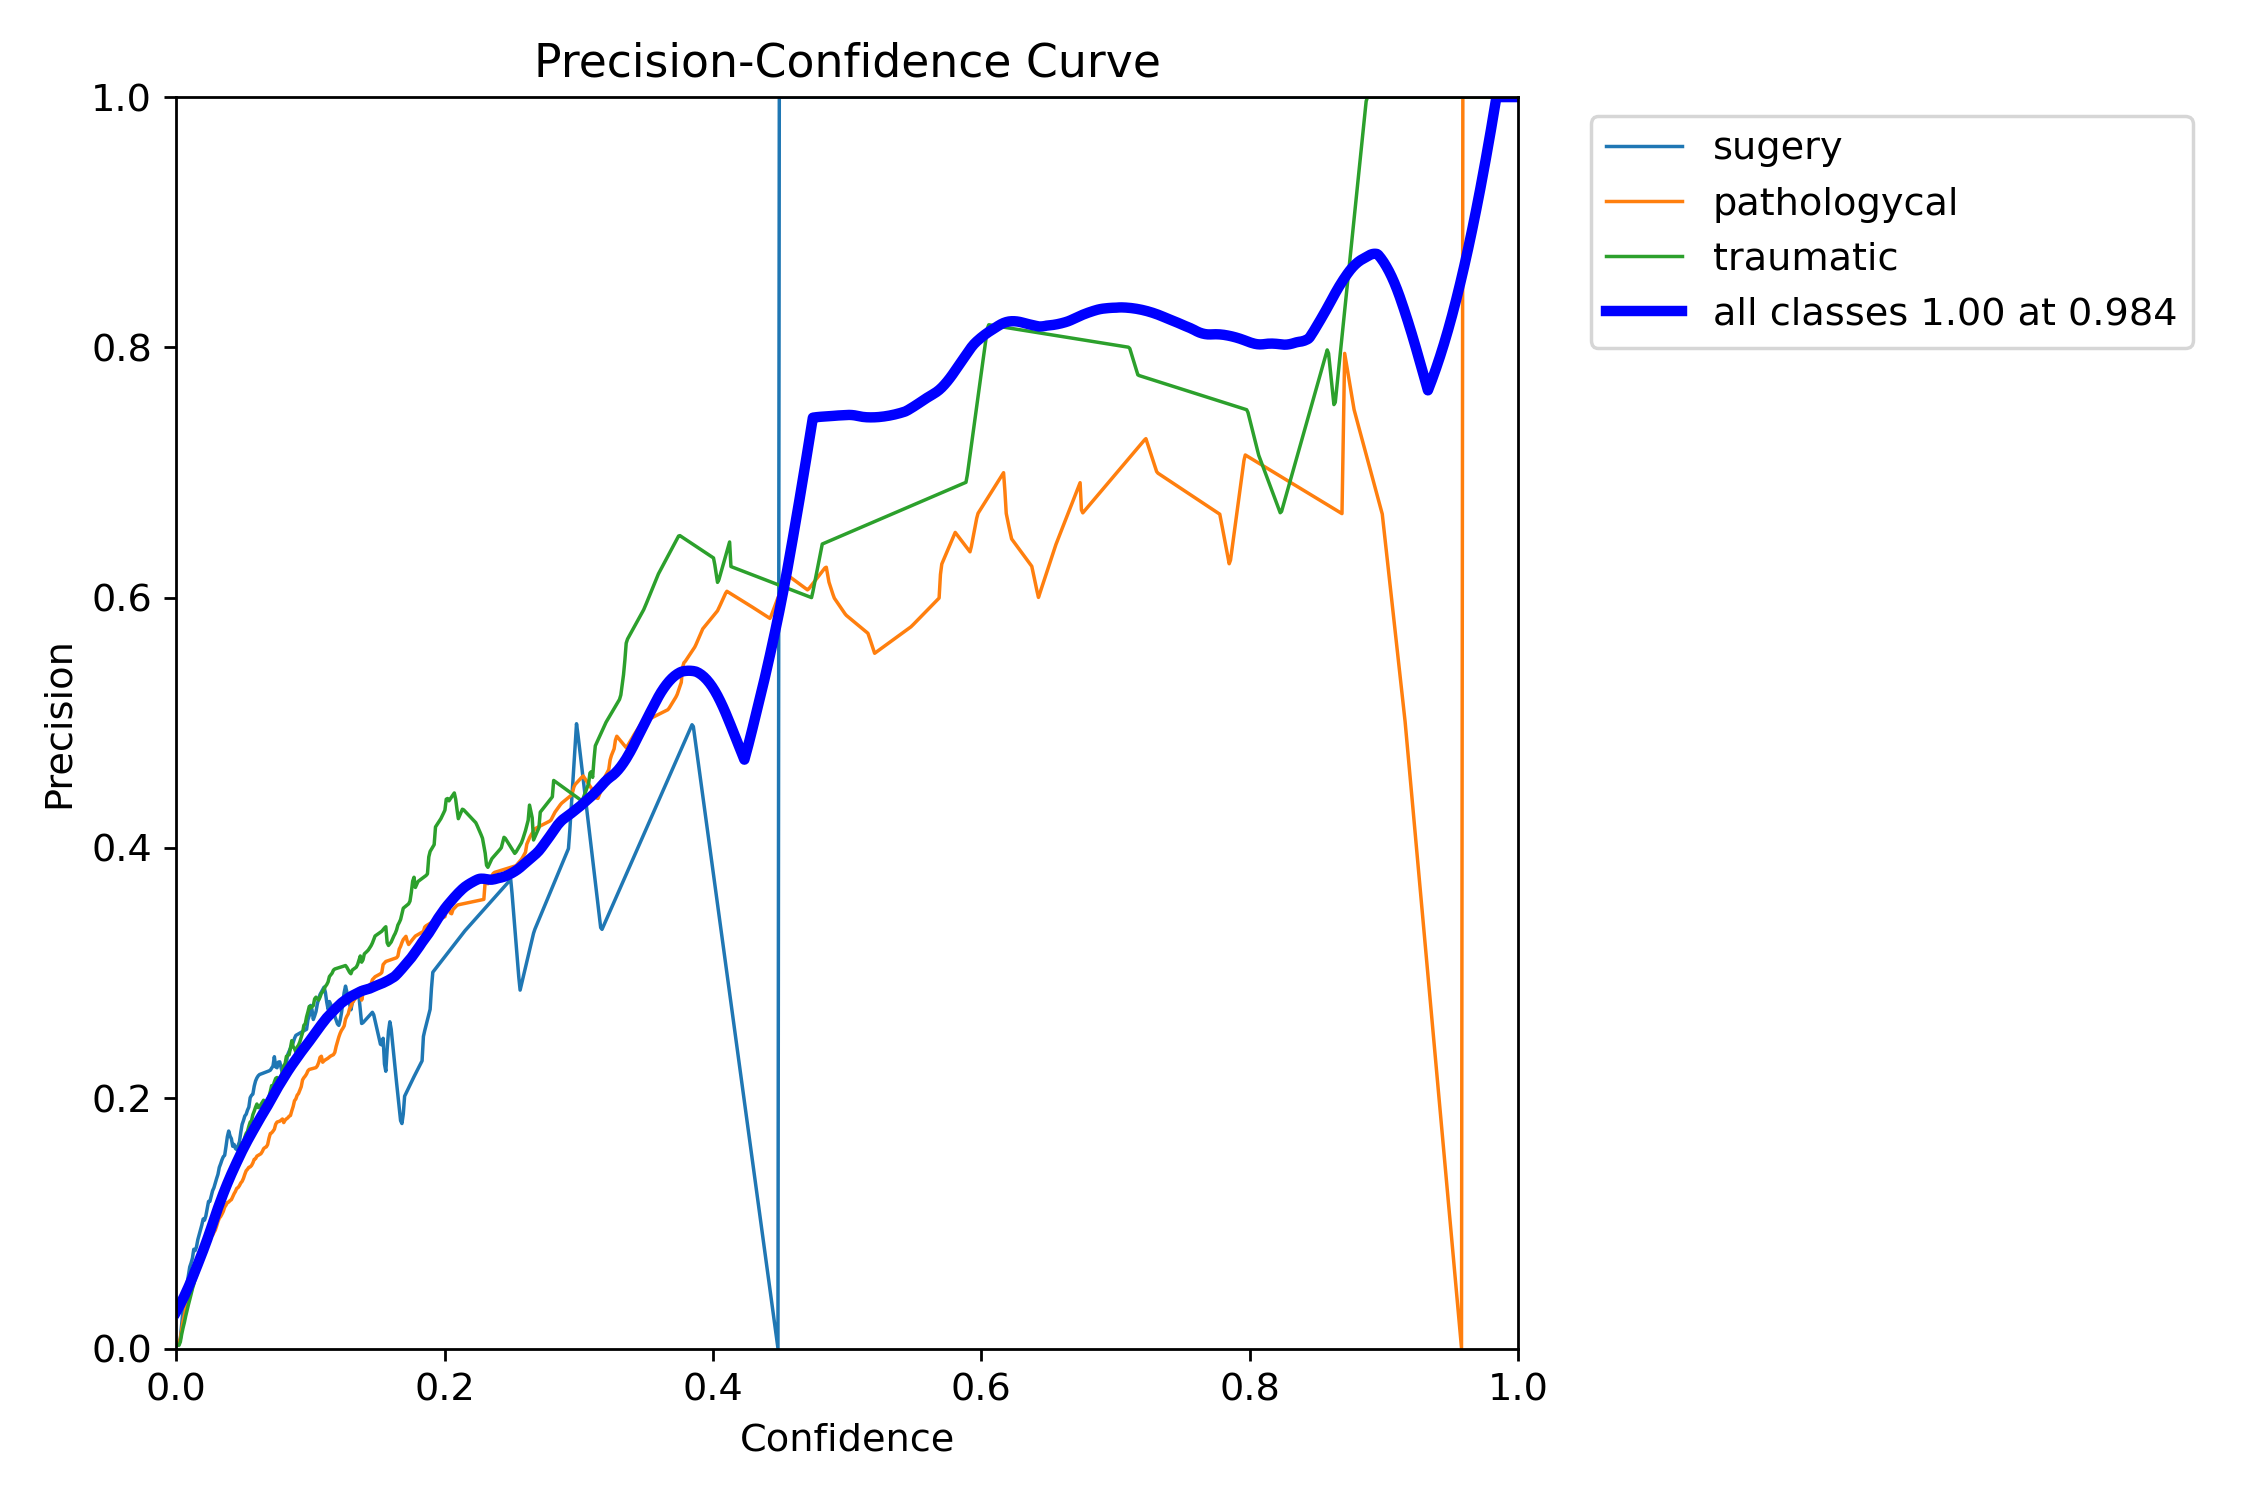 Precision-Confidence Curve
1.0
0.8
0.6
0.4
0.2
0.0
Precision
0.0 0.2 0.4 0.6 0.8 1.0
Confidence
sugery
pathologycal
traumatic
all classes 1.00 at 0.984